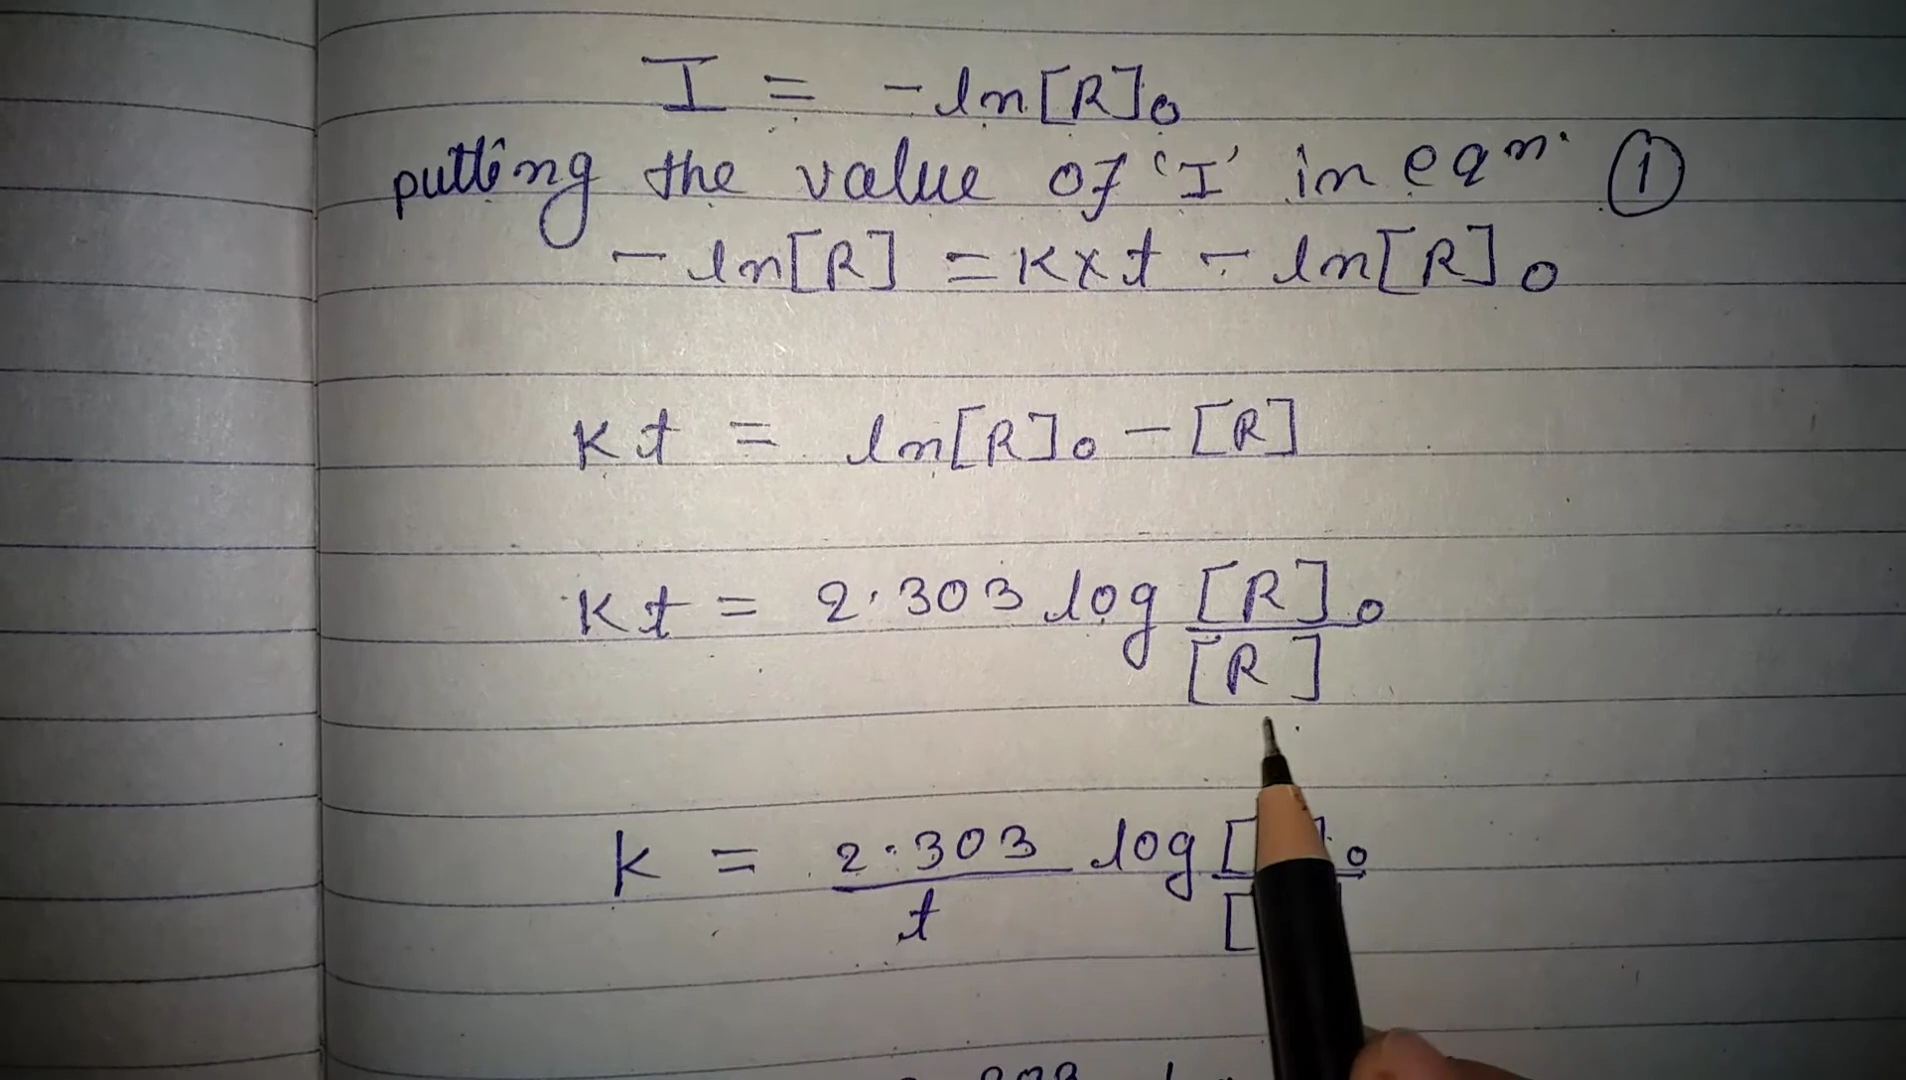 I = -ln[R]₀
putting the value of 'I' in eqⁿ. ①
- ln[R] = K×t - ln[R]₀
Kt = ln[R]₀ - [R]
Kt = 2.303 log [R]₀
[R]
k = 2.303 log [ ]₀
t [